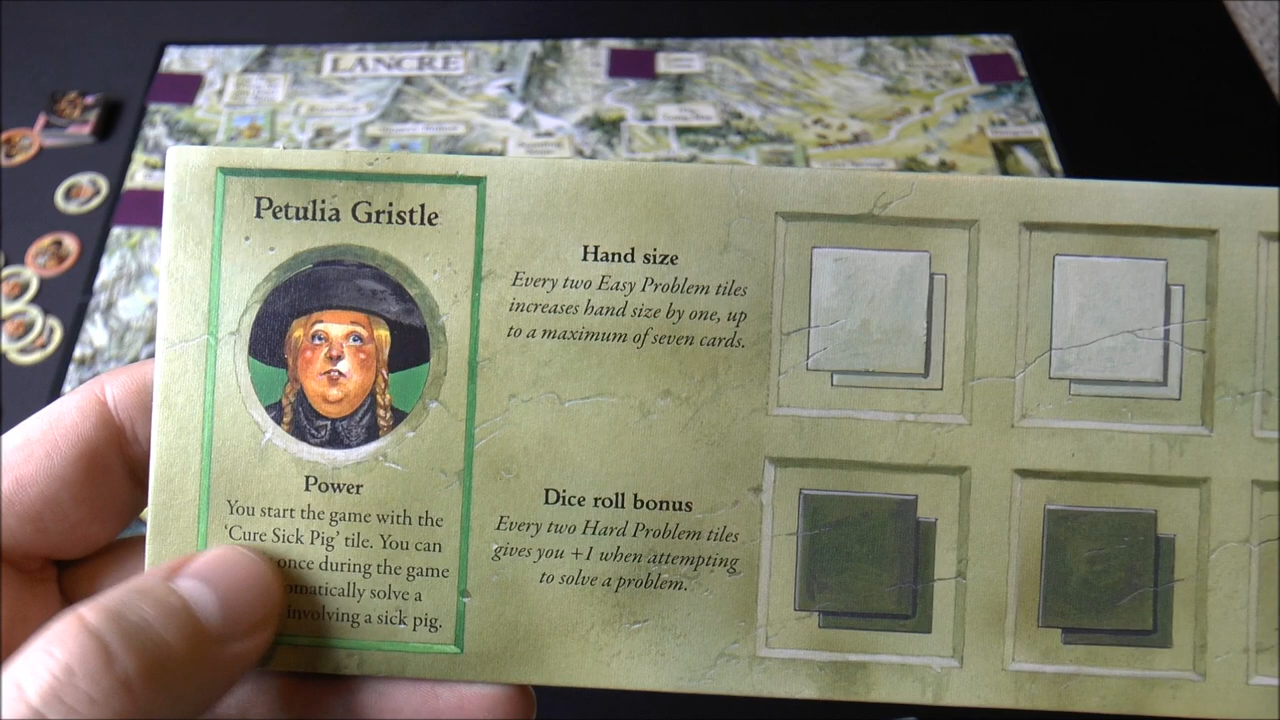 LANCRE
Petulia Gristle
Power
You start the game with the
'Cure Sick Pig' tile. You can
once during the game
omatically solve a
involving a sick pig.
Hand size
Every two Easy Problem tiles
increases hand size by one, up
to a maximum of seven cards.
Dice roll bonus
Every two Hard Problem tiles
gives you +1 when attempting
to solve a problem.